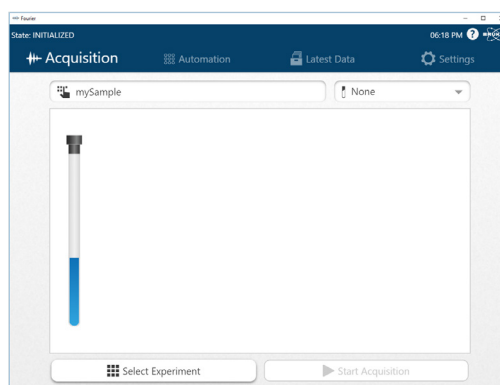 Fourier
State: INITIALIZED 06:18 PM ?
Acquisition Automation Latest Data Settings
mySample None
Select Experiment Start Acquisition